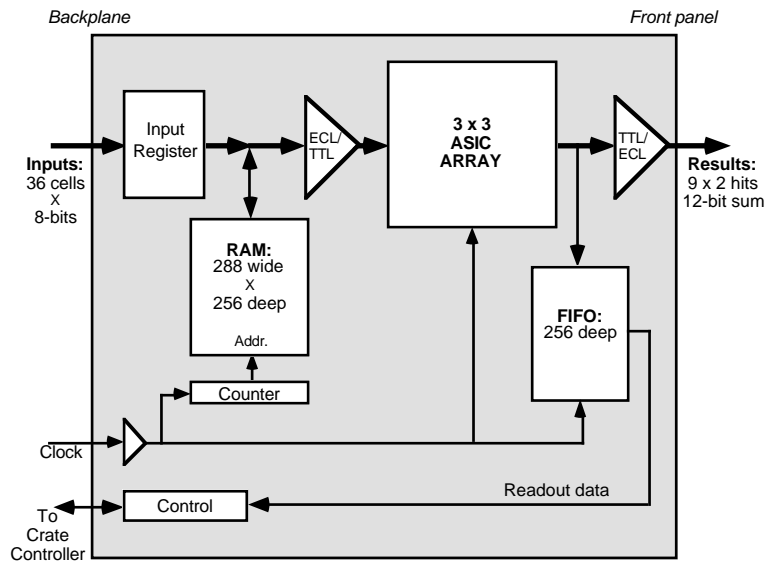 Backplane
Front panel
Input
Register
ECL/
TTL
3 x 3
ASIC
ARRAY
TTL/
ECL
Inputs:
36 cells
X
8-bits
Results:
9 x 2 hits
12-bit sum
RAM:
288 wide
X
256 deep
Addr.
FIFO:
256 deep
Counter
Clock
Readout data
Control
To
Crate
Controller